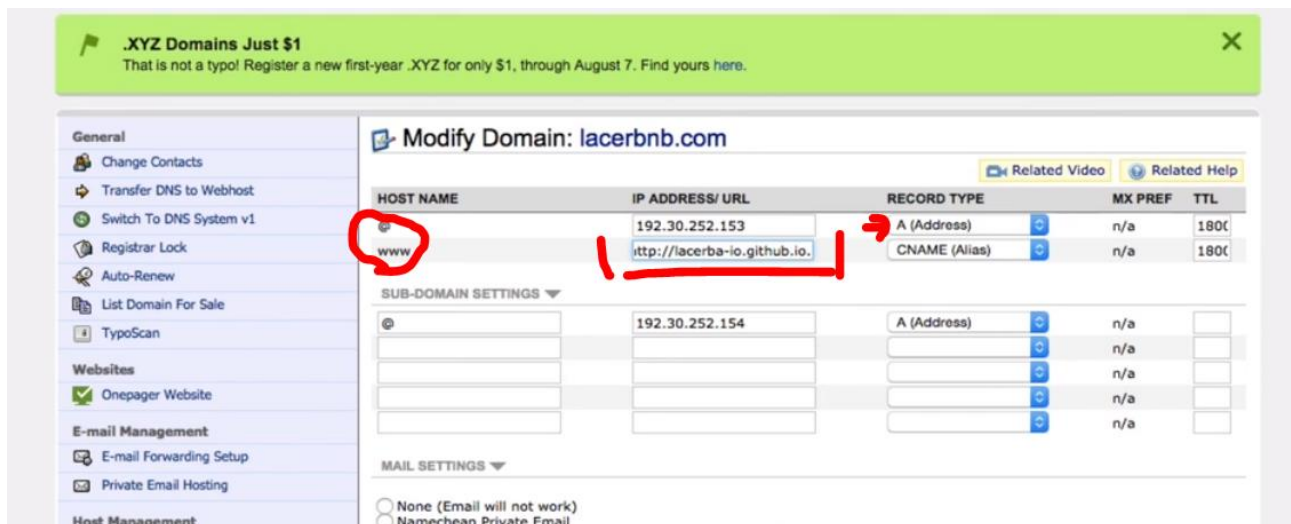 .XYZ Domains Just $1
That is not a typo! Register a new first-year .XYZ for only $1, through August 7. Find yours here.
General
Change Contacts
Transfer DNS to Webhost
Switch To DNS System v1
Registrar Lock
Auto-Renew
List Domain For Sale
TypoScan
Websites
Onepager Website
E-mail Management
E-mail Forwarding Setup
Private Email Hosting
Host Management
Modify Domain: lacerbnb.com
Related Video Related Help
HOST NAME IP ADDRESS/ URL RECORD TYPE MX PREF TTL
@ 192.30.252.153 A (Address) n/a 1800
www ttp://lacerba-io.github.io. CNAME (Alias) n/a 1800
SUB-DOMAIN SETTINGS
@ 192.30.252.154 A (Address) n/a
n/a
n/a
n/a
n/a
MAIL SETTINGS
None (Email will not work)
Namecheap Private Email